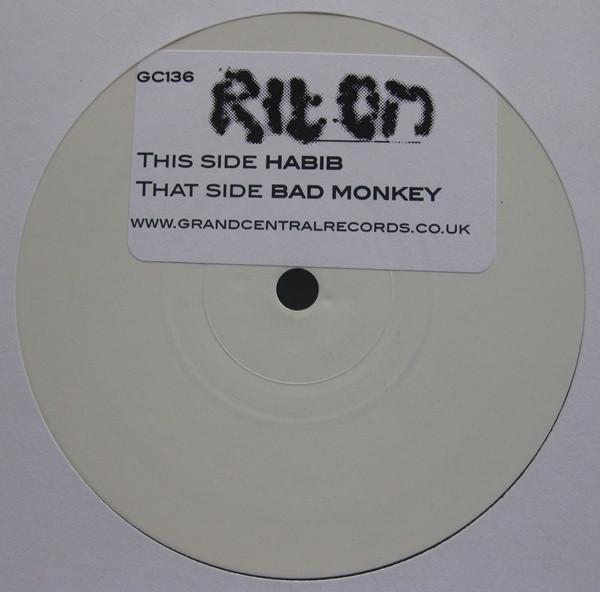 GC136
RITON
THIS SIDE HABIB
THAT SIDE BAD MONKEY
WWW.GRANDCENTRALRECORDS.CO.UK